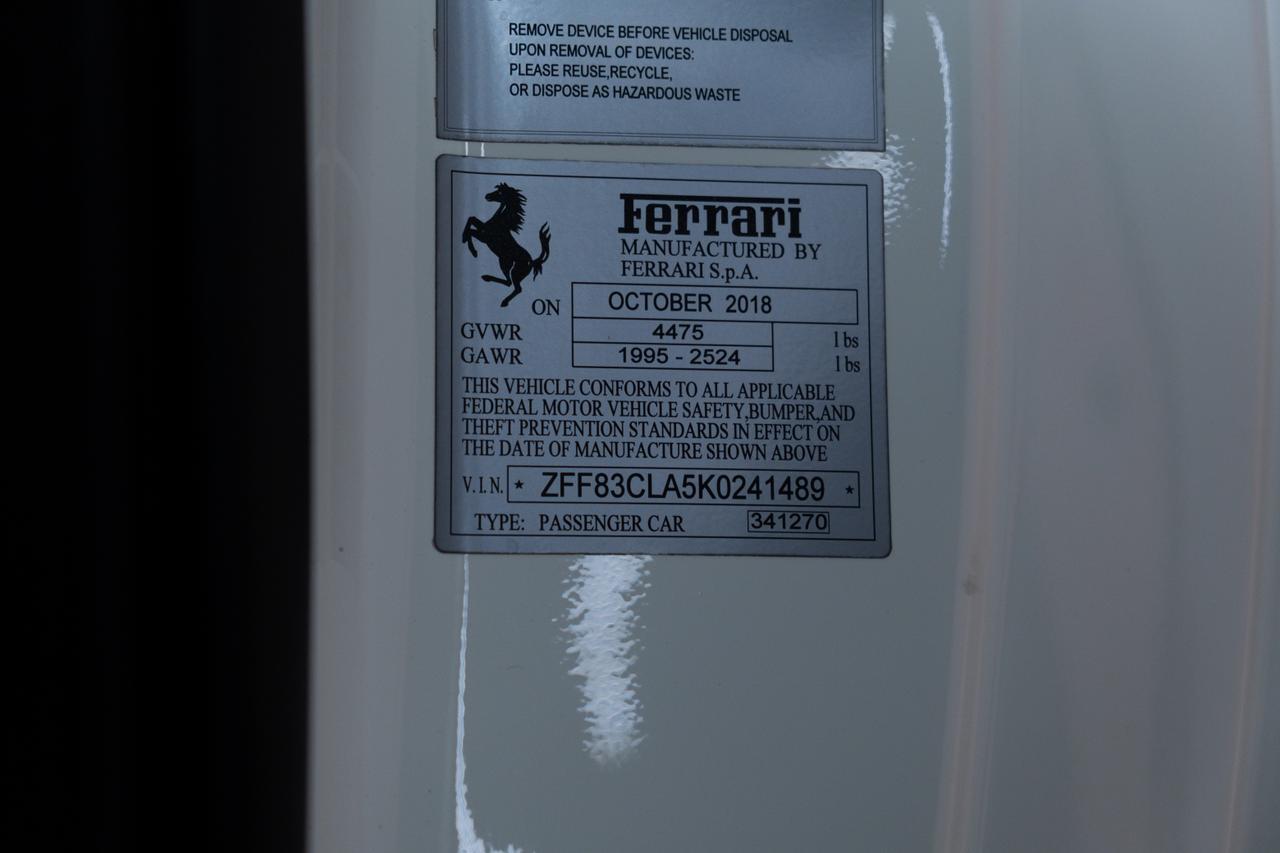 REMOVE DEVICE BEFORE VEHICLE DISPOSAL
UPON REMOVAL OF DEVICES:
PLEASE REUSE,RECYCLE,
OR DISPOSE AS HAZARDOUS WASTE
Ferrari
MANUFACTURED BY
FERRARI S.p.A.
ON OCTOBER 2018
GVWR 4475 lbs
GAWR 1995 - 2524 lbs
THIS VEHICLE CONFORMS TO ALL APPLICABLE
FEDERAL MOTOR VEHICLE SAFETY,BUMPER,AND
THEFT PREVENTION STANDARDS IN EFFECT ON
THE DATE OF MANUFACTURE SHOWN ABOVE
V.I.N. * ZFF83CLA5K0241489 *
TYPE: PASSENGER CAR 341270